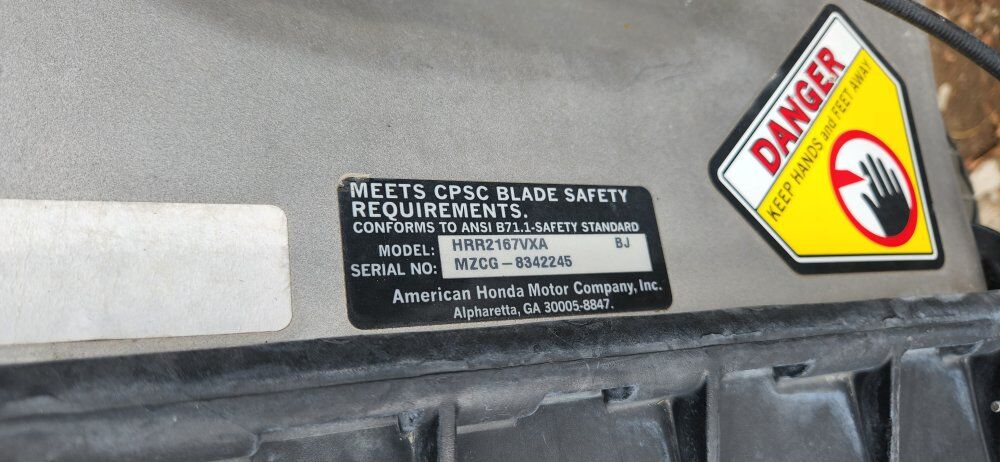 MEETS CPSC BLADE SAFETY
REQUIREMENTS.
CONFORMS TO ANSI B71.1-SAFETY STANDARD
MODEL: HRR2167VXA BJ
SERIAL NO: MZCG-8342245
American Honda Motor Company, Inc.
Alpharetta, GA 30005-8847.
DANGER
KEEP HANDS and FEET AWAY